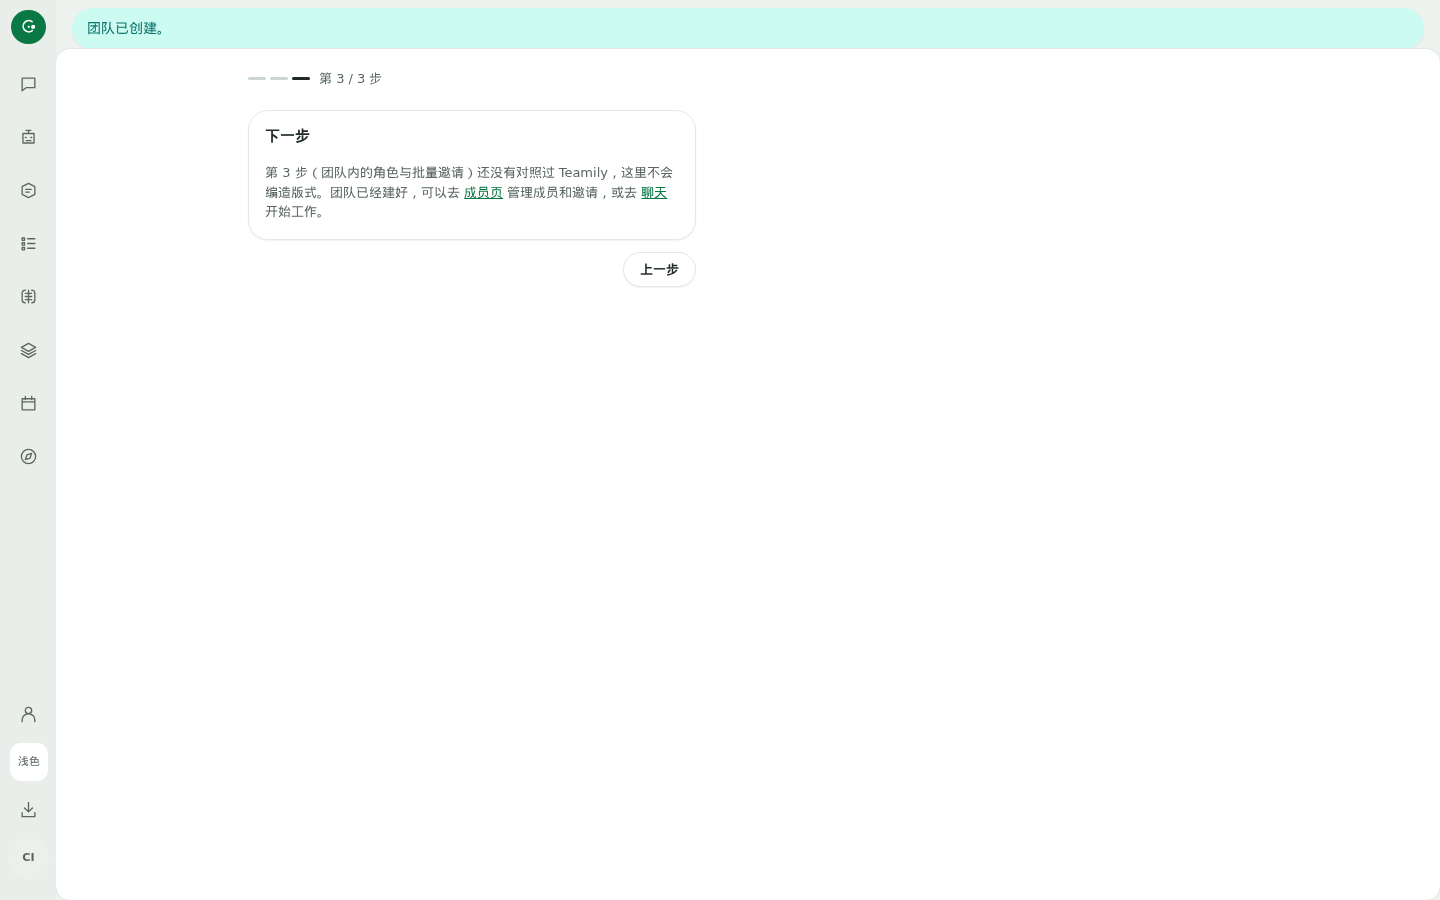 团队已创建。
第 3 / 3 步
下一步
第 3 步（团队内的角色与批量邀请）还没有对照过 Teamily，这里不会
编造版式。团队已经建好，可以去 成员页 管理成员和邀请，或去 聊天
开始工作。
上一步
浅色
CI